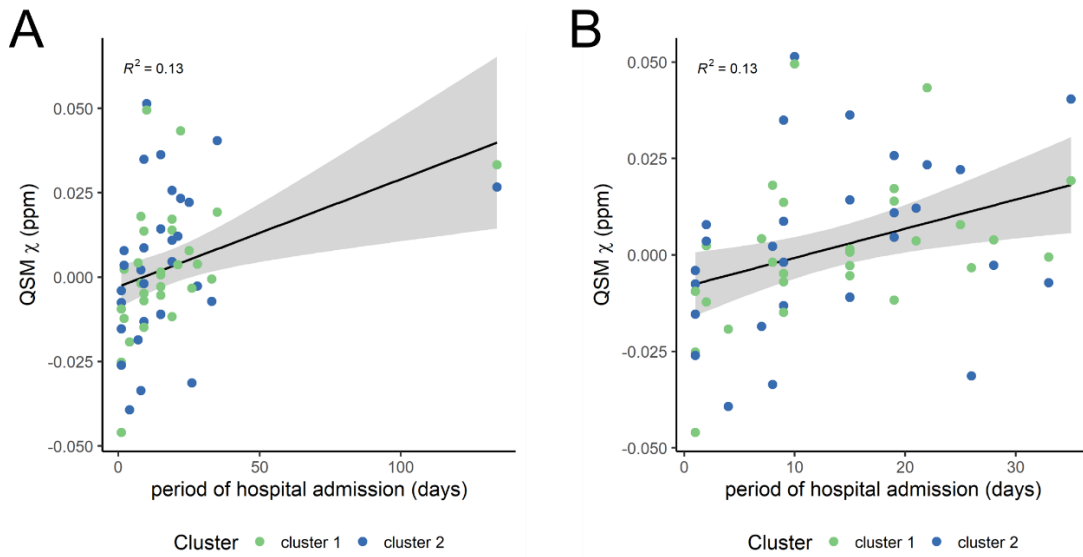 A
R² = 0.13
QSM χ (ppm)
0.050
0.025
0.000
-0.025
-0.050
0 50 100
period of hospital admission (days)
Cluster cluster 1 cluster 2
B
R² = 0.13
QSM χ (ppm)
0.050
0.025
0.000
-0.025
-0.050
0 10 20 30
period of hospital admission (days)
Cluster cluster 1 cluster 2